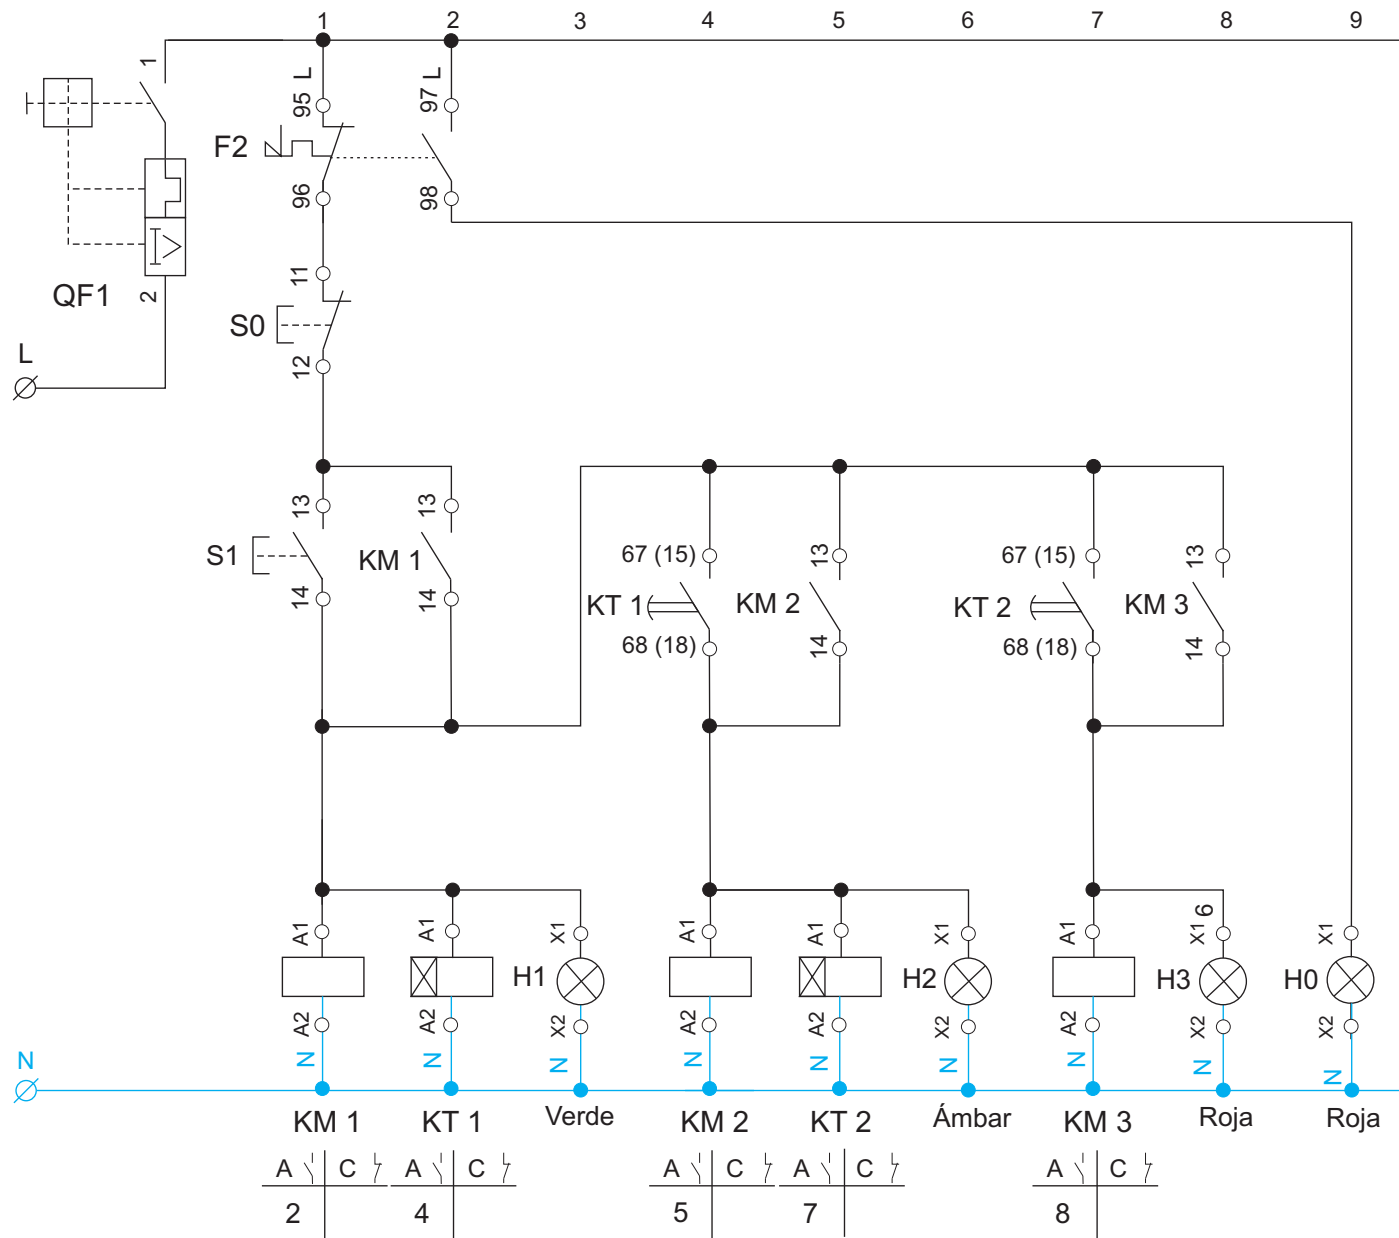 1 2 3 4 5 6 7 8 9
1
L
L
95
97
F2
96
98
QF1
2
11
S0
12
L
13
13
S1
KM 1
14
14
67 (15)
13
67 (15)
13
KT 1
KM 2
KT 2
KM 3
68 (18)
14
68 (18)
14
6
A1 A1 X1 A1 A1 X1 A1 X1 X1
H1
H2
H3
H0
A2 A2 X2 A2 A2 X2 A2 X2 X2
N
N N N N N N N N N
KM 1 KT 1 Verde KM 2 KT 2 Ámbar KM 3 Roja Roja
A C A C A C A C A C
2 4 5 7 8